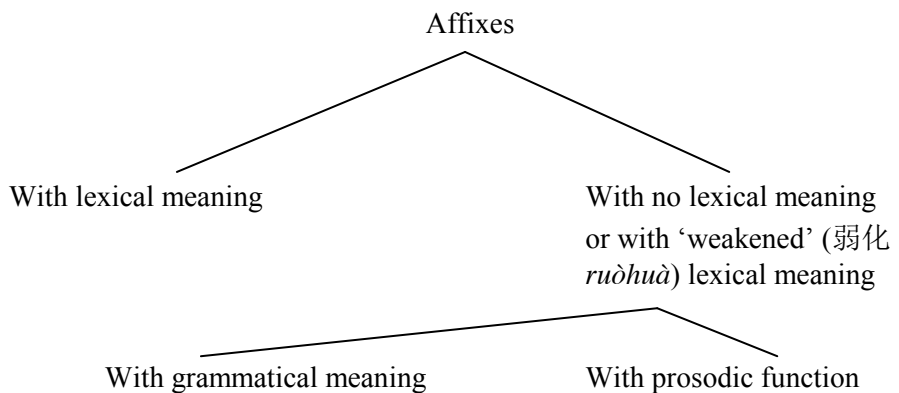 Affixes
With lexical meaning
With no lexical meaning
or with ‘weakened’ (弱化
ruòhuà) lexical meaning
With grammatical meaning
With prosodic function